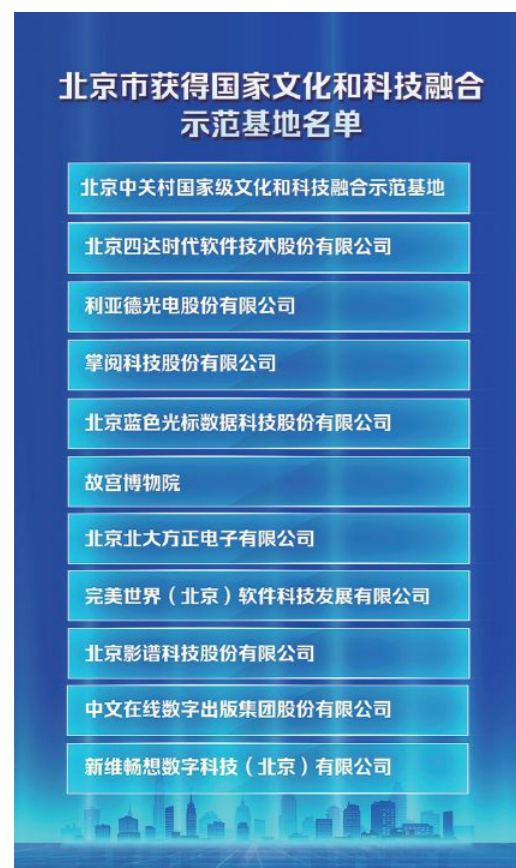 北京市获得国家文化和科技融合
示范基地名单
北京中关村国家级文化和科技融合示范基地
北京四达时代软件技术股份有限公司
利亚德光电股份有限公司
掌阅科技股份有限公司
北京蓝色光标数据科技股份有限公司
故宫博物院
北京北大方正电子有限公司
完美世界（北京）软件科技发展有限公司
北京影谱科技股份有限公司
中文在线数字出版集团股份有限公司
新维畅想数字科技（北京）有限公司